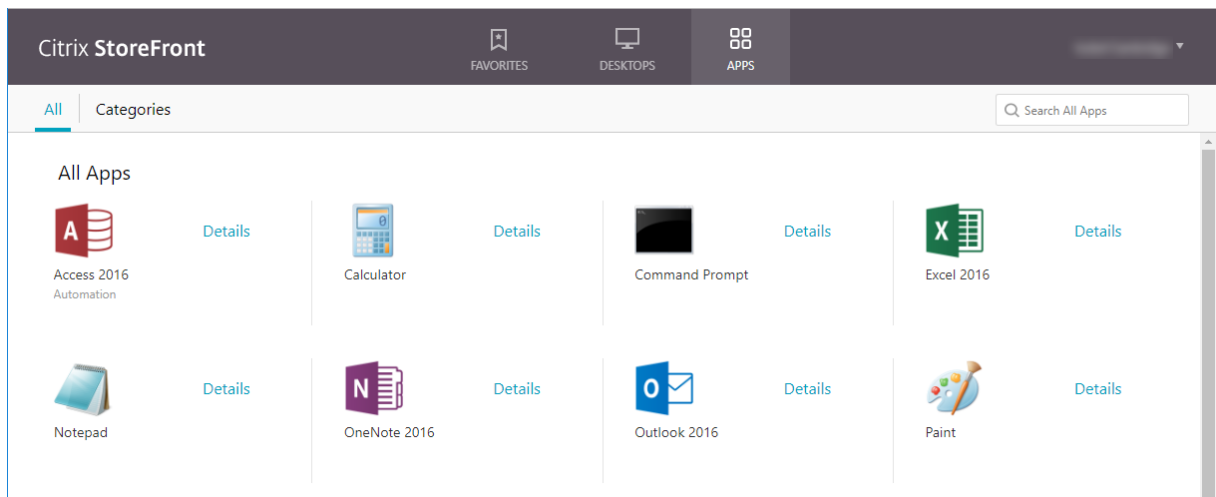 Citrix StoreFront
FAVORITES
DESKTOPS
APPS
All
Categories
Search All Apps
All Apps
Details
Details
Details
Details
Access 2016
Calculator
Command Prompt
Excel 2016
Automation
Details
Details
Details
Details
Notepad
OneNote 2016
Outlook 2016
Paint